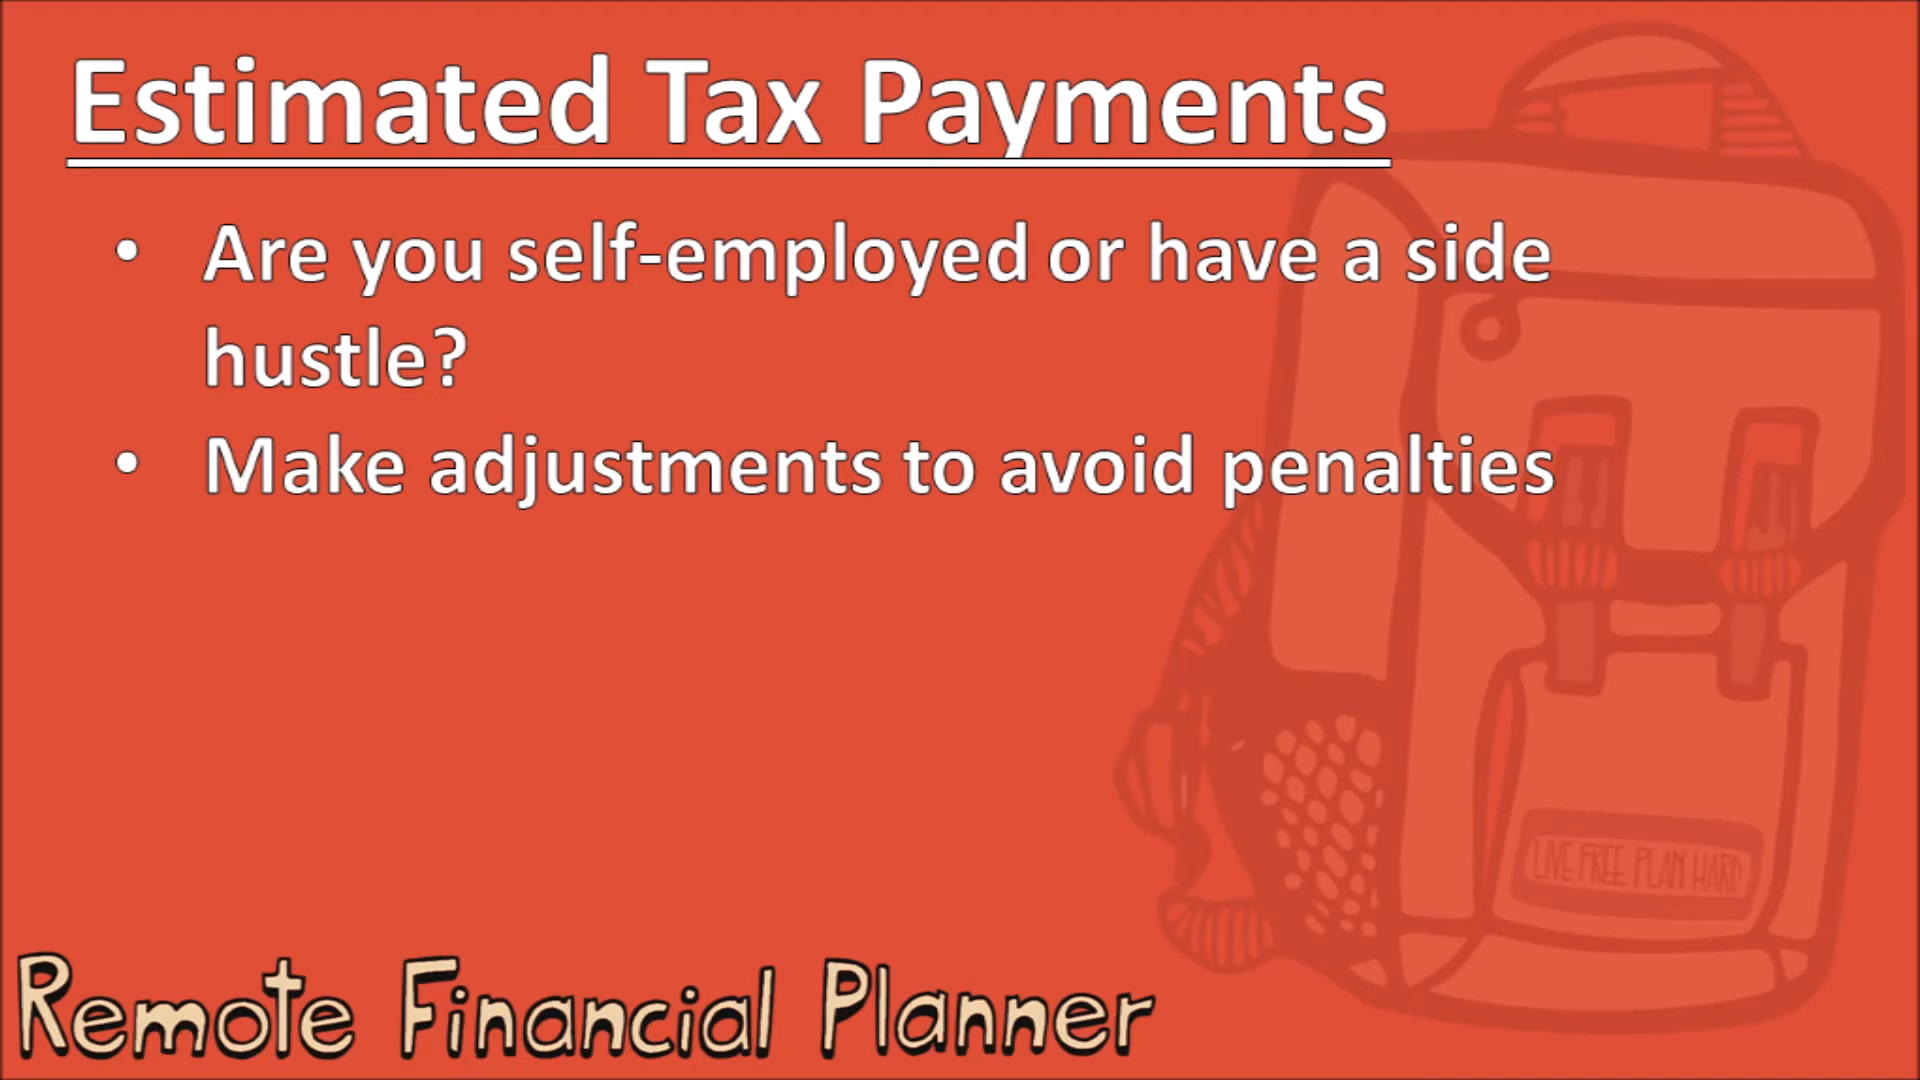 Estimated Tax Payments
• Are you self-employed or have a side
hustle?
• Make adjustments to avoid penalties
LIVE FREE PLAN HARD
Remote Financial Planner